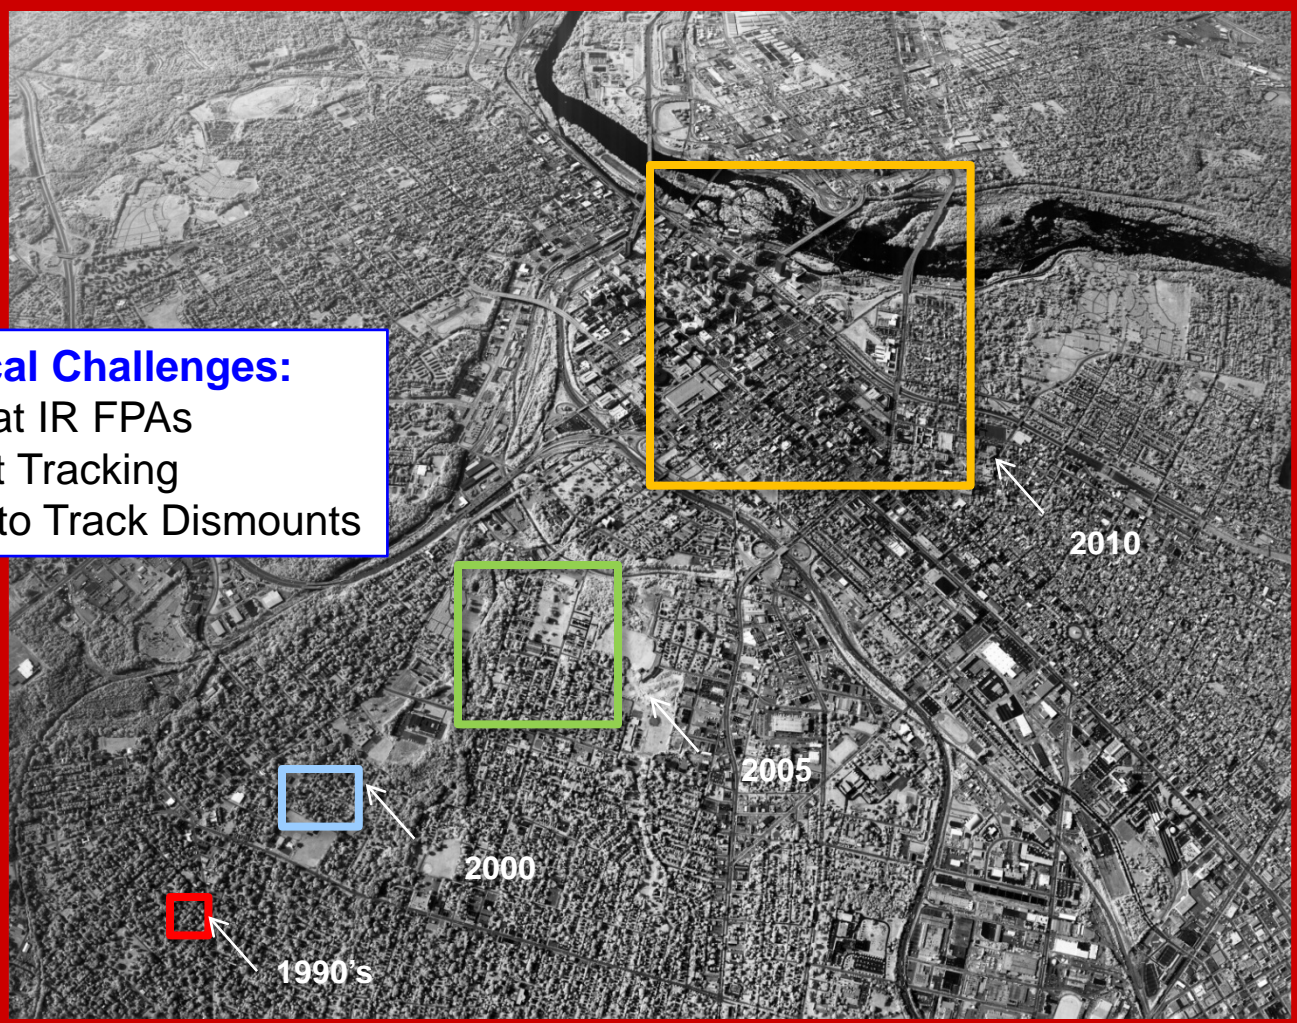 cal Challenges:
at IR FPAs
t Tracking
to Track Dismounts
2010
2005
2000
1990’s